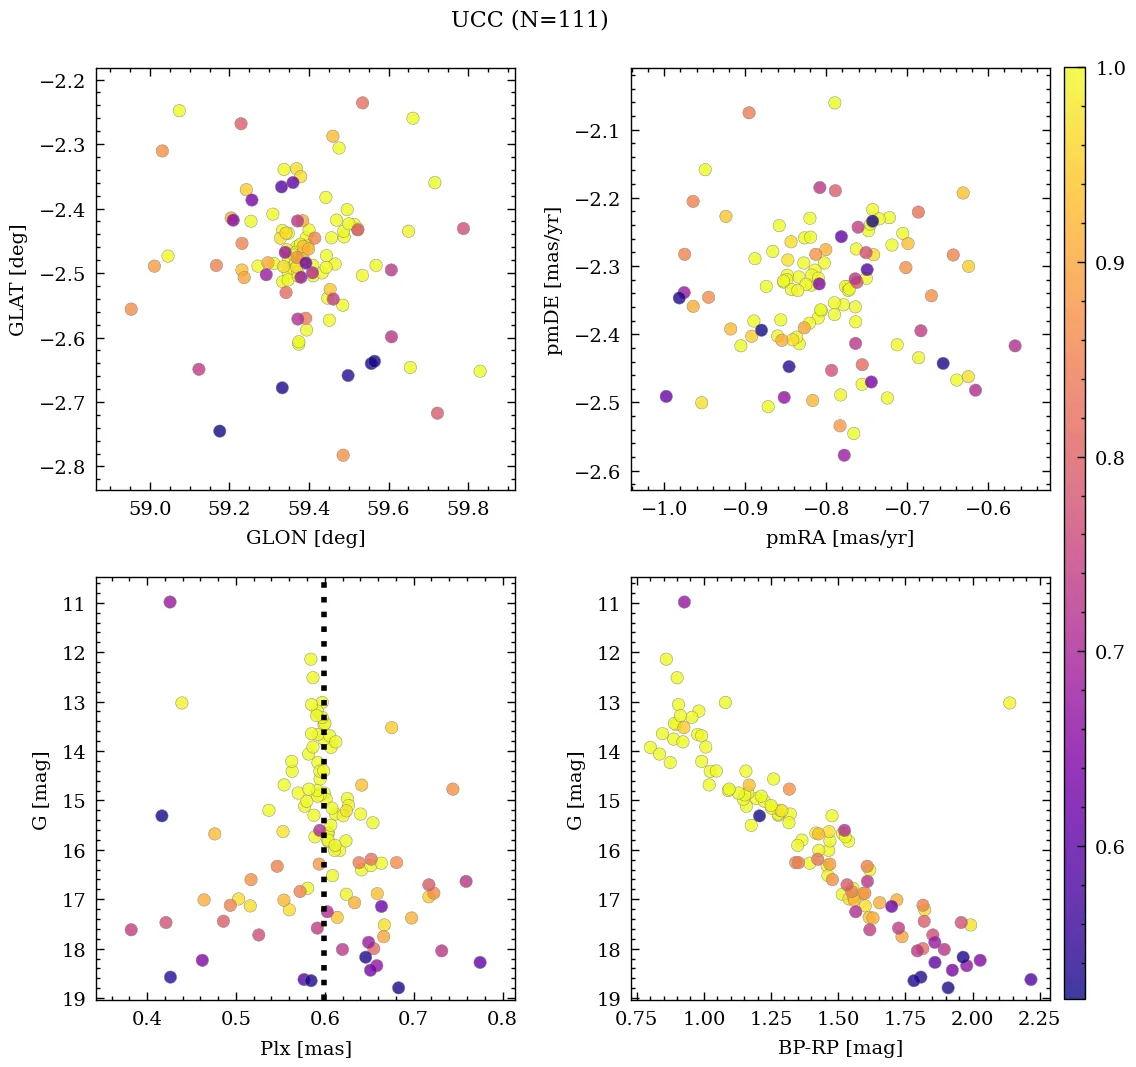 UCC (N=111)
−2.2
−2.3
−2.4
−2.5
−2.6
−2.7
−2.8
GLAT [deg]
59.0 59.2 59.4 59.6 59.8
GLON [deg]
−2.1
−2.2
−2.3
−2.4
−2.5
−2.6
pmDE [mas/yr]
−1.0 −0.9 −0.8 −0.7 −0.6
pmRA [mas/yr]
11
12
13
14
15
16
17
18
19
G [mag]
0.4 0.5 0.6 0.7 0.8
Plx [mas]
11
12
13
14
15
16
17
18
19
G [mag]
0.75 1.00 1.25 1.50 1.75 2.00 2.25
BP-RP [mag]
1.0
0.9
0.8
0.7
0.6